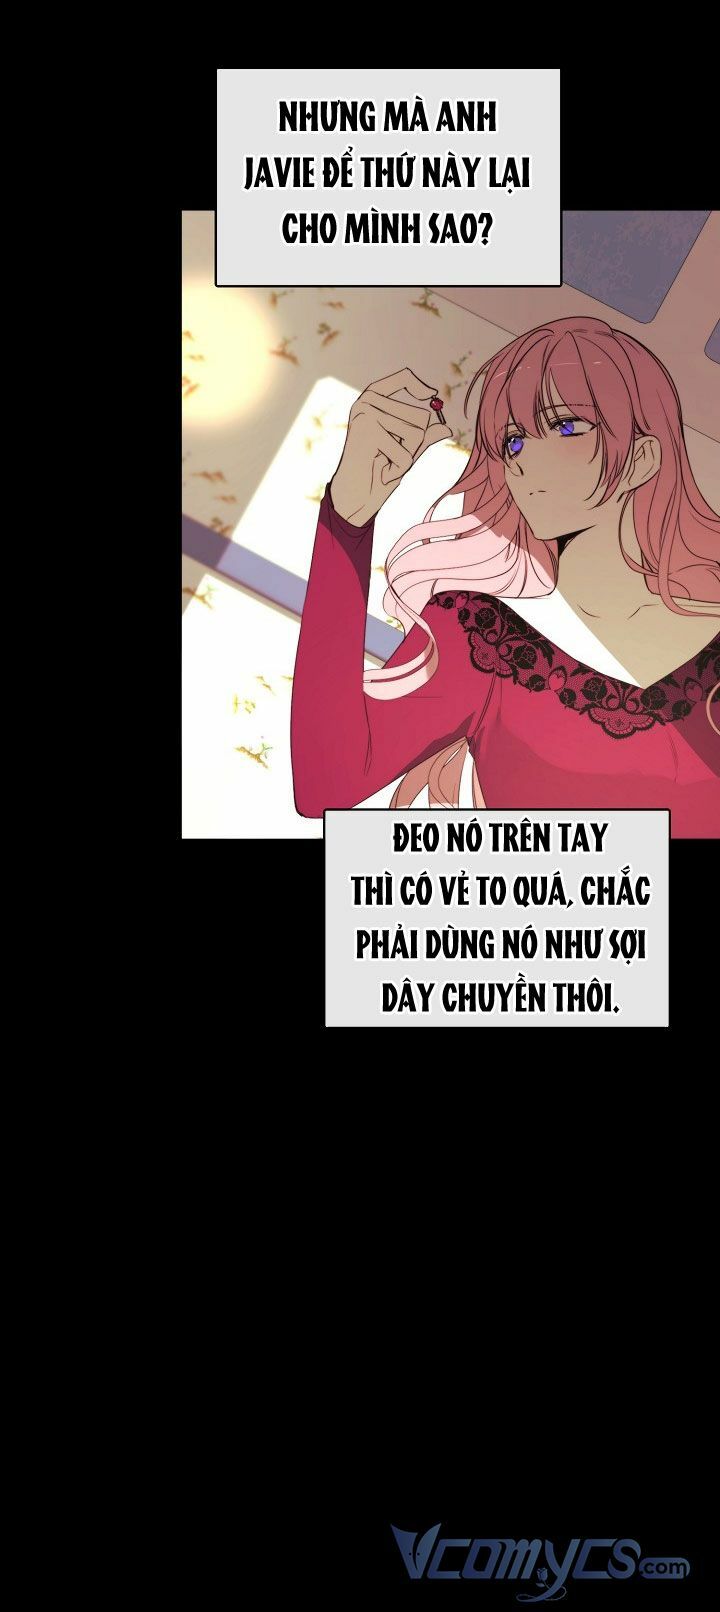 NHƯNG MÀ ANH
JAVIE ĐỂ THỨ NÀY LẠI
CHO MÌNH SAO?
ĐEO NÓ TRÊN TAY
THÌ CÓ VẺ TO QUÁ, CHẮC
PHẢI DÙNG NÓ NHƯ SỢI
DÂY CHUYỀN THÔI.
VCOMYCS.com